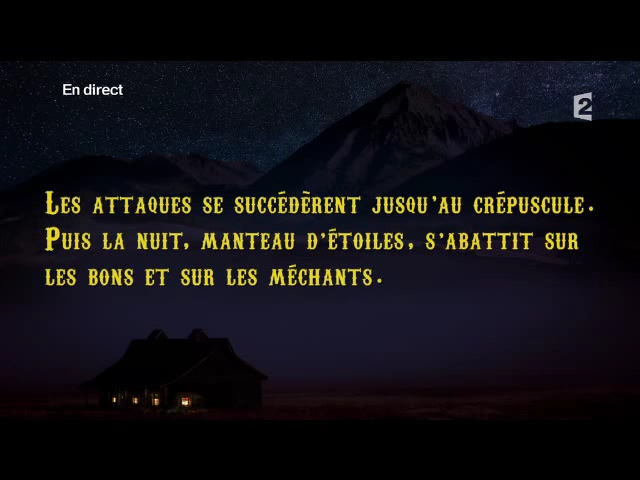 En direct
2
Les attaques se succédèrent jusqu'au crépuscule.
Puis la nuit, manteau d'étoiles, s'abattit sur
les bons et sur les méchants.